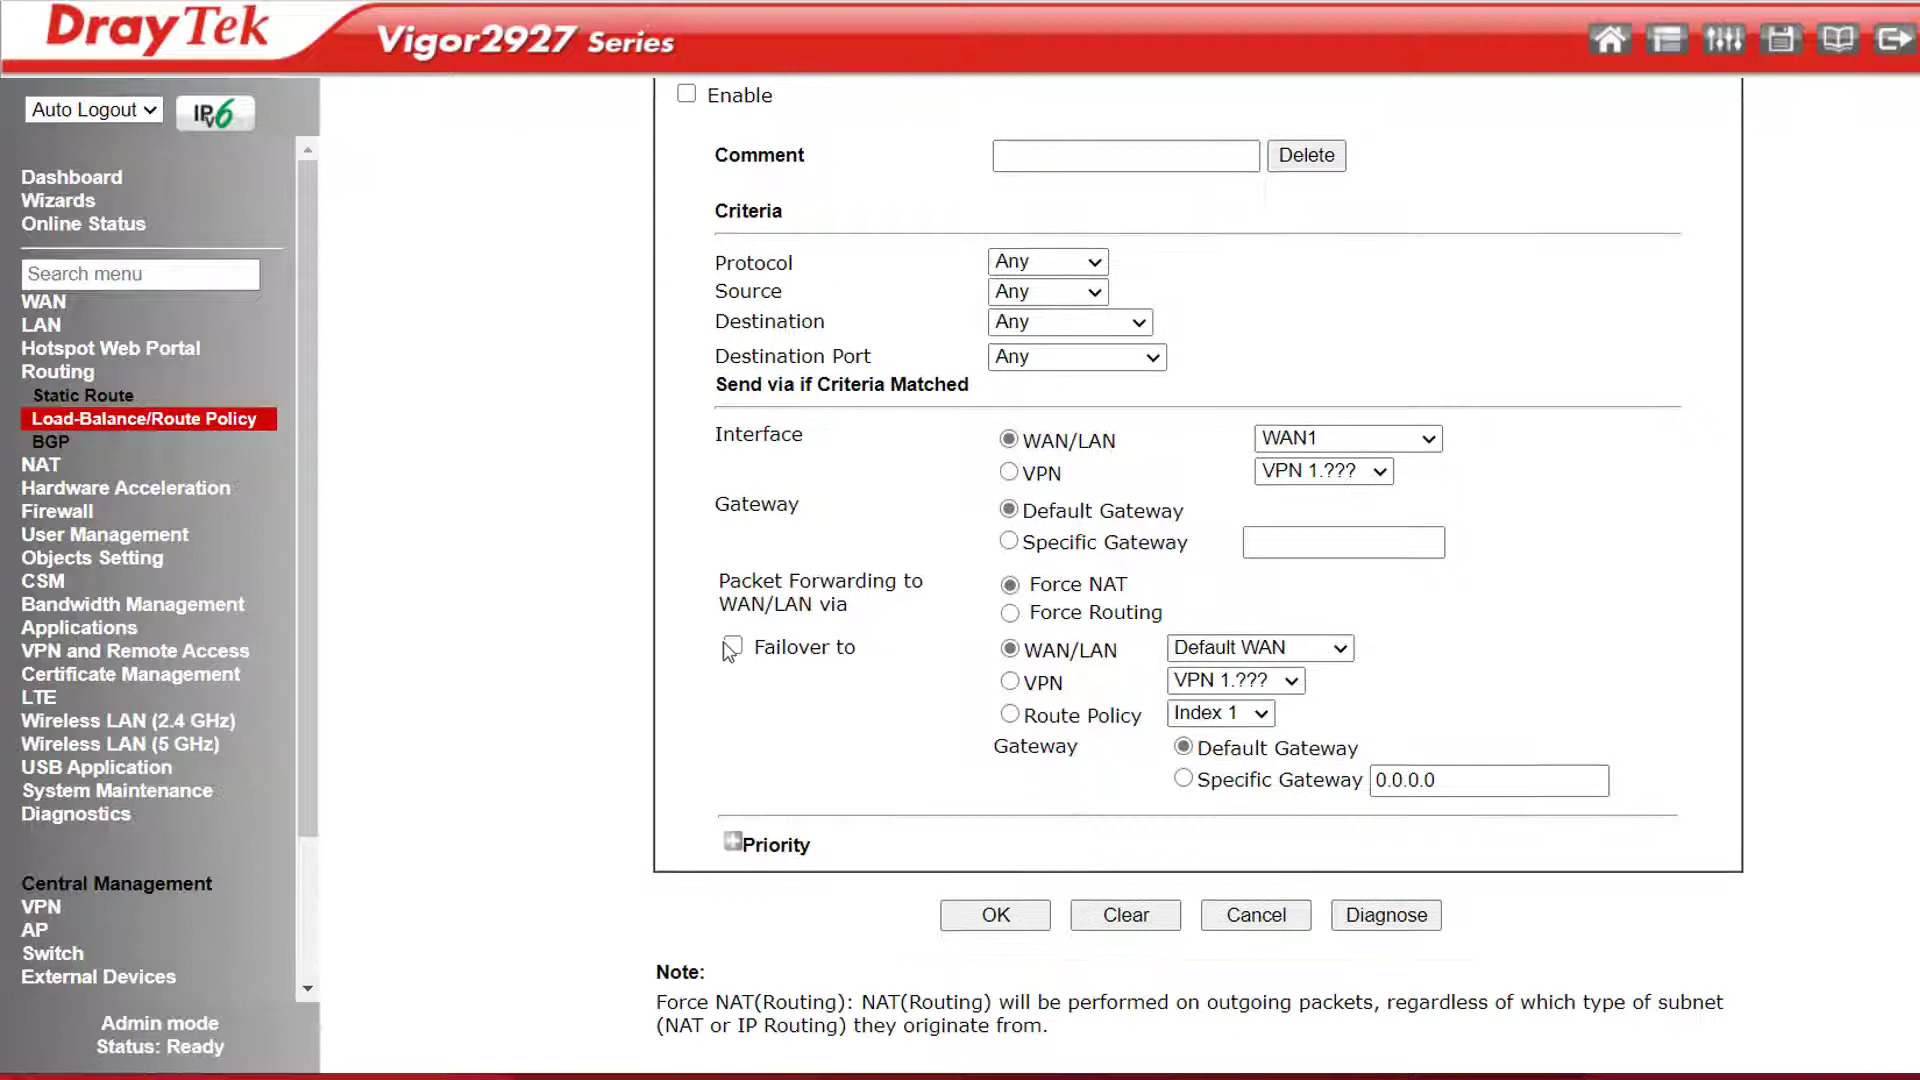 DrayTek
Vigor2927 Series
Auto Logout
IPv6
Dashboard
Wizards
Online Status
Search menu
WAN
LAN
Hotspot Web Portal
Routing
Static Route
Load-Balance/Route Policy
BGP
NAT
Hardware Acceleration
Firewall
User Management
Objects Setting
CSM
Bandwidth Management
Applications
VPN and Remote Access
Certificate Management
LTE
Wireless LAN (2.4 GHz)
Wireless LAN (5 GHz)
USB Application
System Maintenance
Diagnostics
Central Management
VPN
AP
Switch
External Devices
Admin mode
Status: Ready
Enable
Comment Delete
Criteria
Protocol Any
Source Any
Destination Any
Destination Port Any
Send via if Criteria Matched
Interface WAN/LAN WAN1
VPN VPN 1.???
Gateway Default Gateway
Specific Gateway
Packet Forwarding to
WAN/LAN via
Force NAT
Force Routing
Failover to WAN/LAN Default WAN
VPN VPN 1.???
Route Policy Index 1
Gateway Default Gateway
Specific Gateway 0.0.0.0
Priority
OK Clear Cancel Diagnose
Note:
Force NAT(Routing): NAT(Routing) will be performed on outgoing packets, regardless of which type of subnet
(NAT or IP Routing) they originate from.